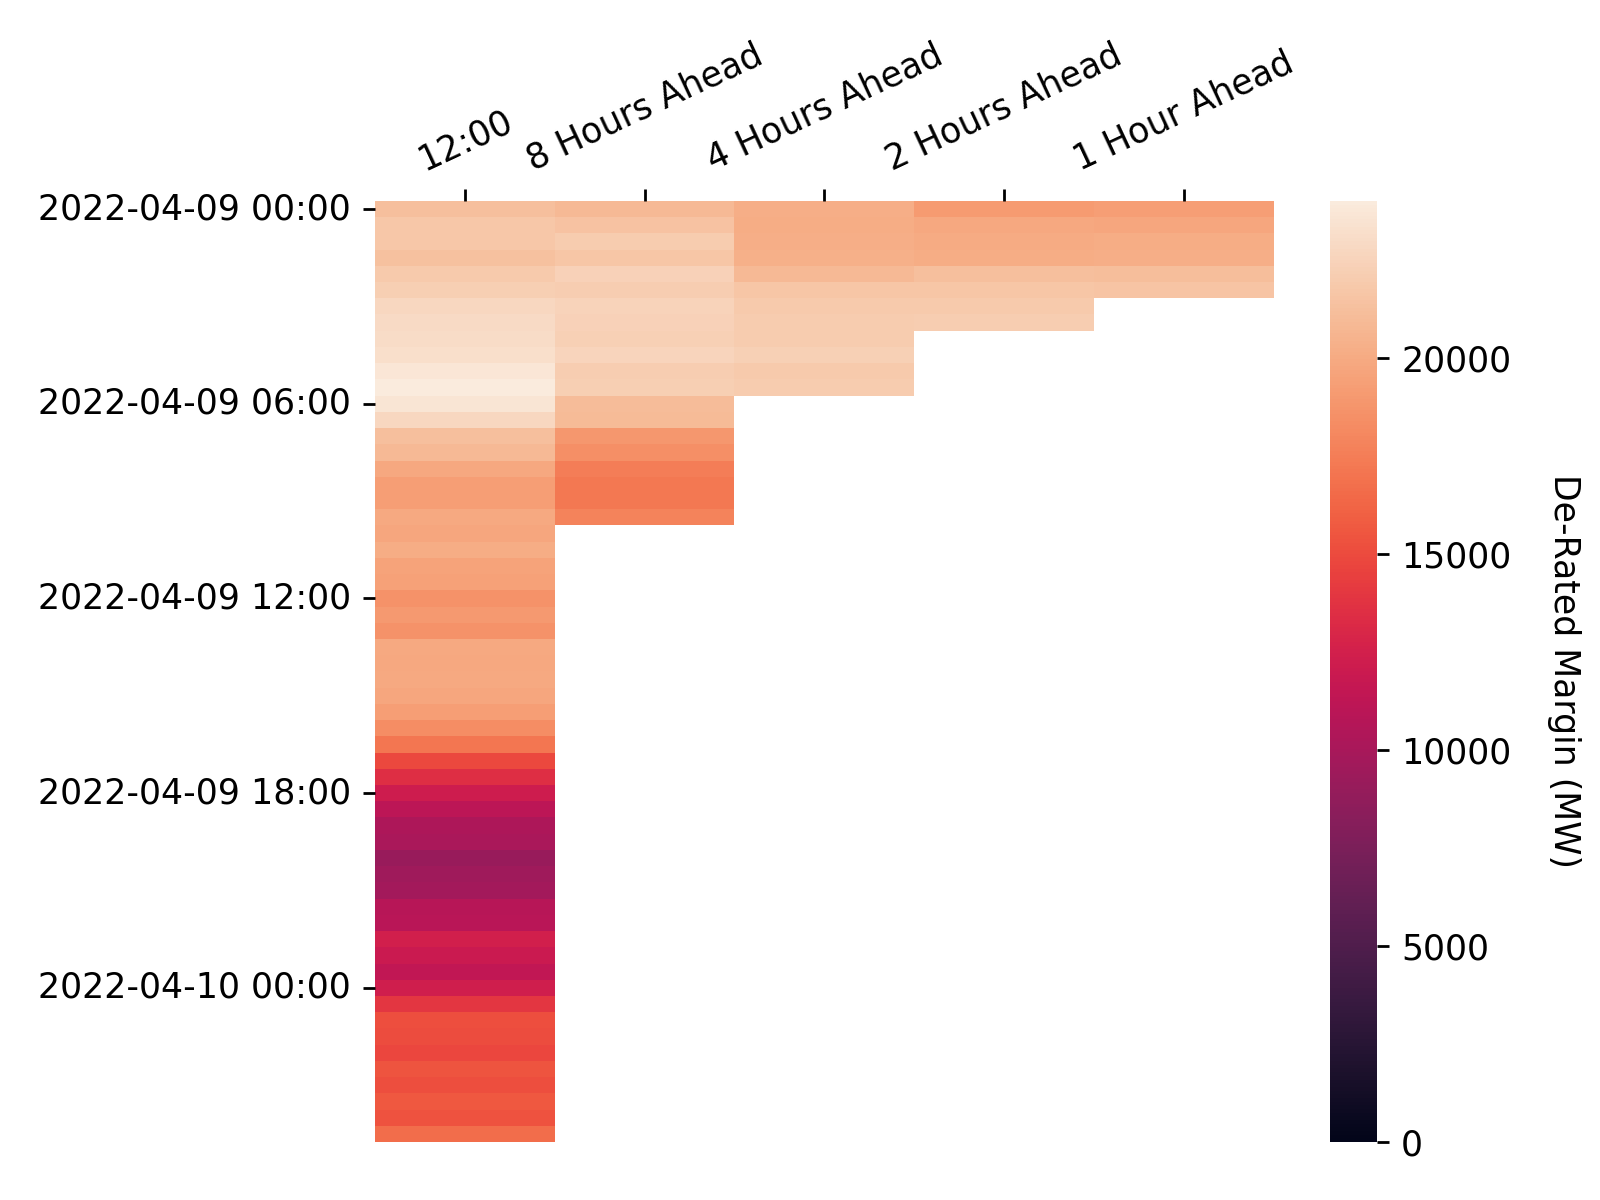 12:00
8 Hours Ahead
4 Hours Ahead
2 Hours Ahead
1 Hour Ahead
2022-04-09 00:00
2022-04-09 06:00
2022-04-09 12:00
2022-04-09 18:00
2022-04-10 00:00
20000
15000
10000
5000
0
De-Rated Margin (MW)